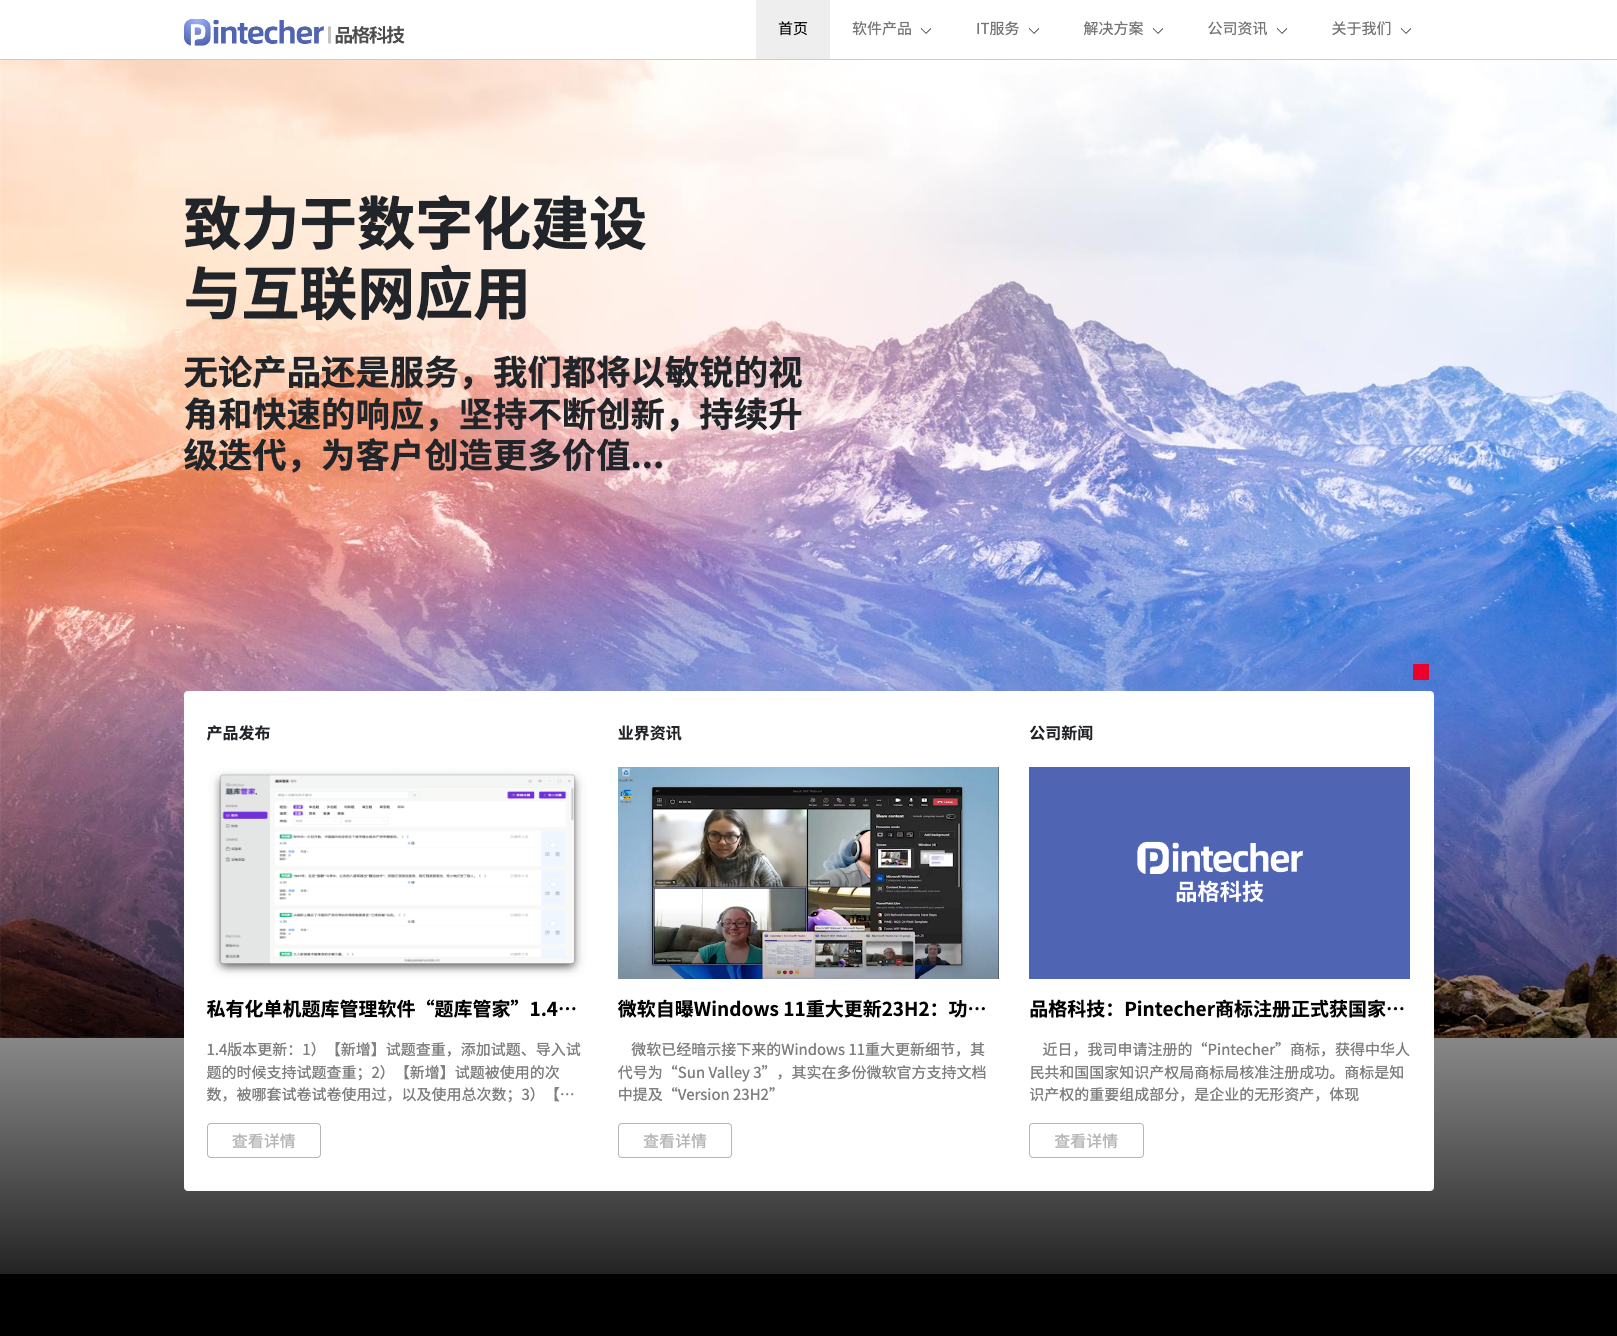 Pintecher 品格科技
首页
软件产品
IT服务
解决方案
公司资讯
关于我们
致力于数字化建设
与互联网应用
无论产品还是服务，我们都将以敏锐的视
角和快速的响应，坚持不断创新，持续升
级迭代，为客户创造更多价值...
产品发布
业界资讯
公司新闻
题库管家.
Share content
Pintecher
品格科技
私有化单机题库管理软件“题库管家”1.4···
微软自曝Windows 11重大更新23H2：功···
品格科技：Pintecher商标注册正式获国家···
1.4版本更新：1）【新增】试题查重，添加试题、导入试
题的时候支持试题查重；2）【新增】试题被使用的次
数，被哪套试卷试卷使用过，以及使用总次数；3）【···
微软已经暗示接下来的Windows 11重大更新细节，其
代号为“Sun Valley 3”，其实在多份微软官方支持文档
中提及“Version 23H2”
近日，我司申请注册的“Pintecher”商标，获得中华人
民共和国国家知识产权局商标局核准注册成功。商标是知
识产权的重要组成部分，是企业的无形资产，体现
查看详情
查看详情
查看详情